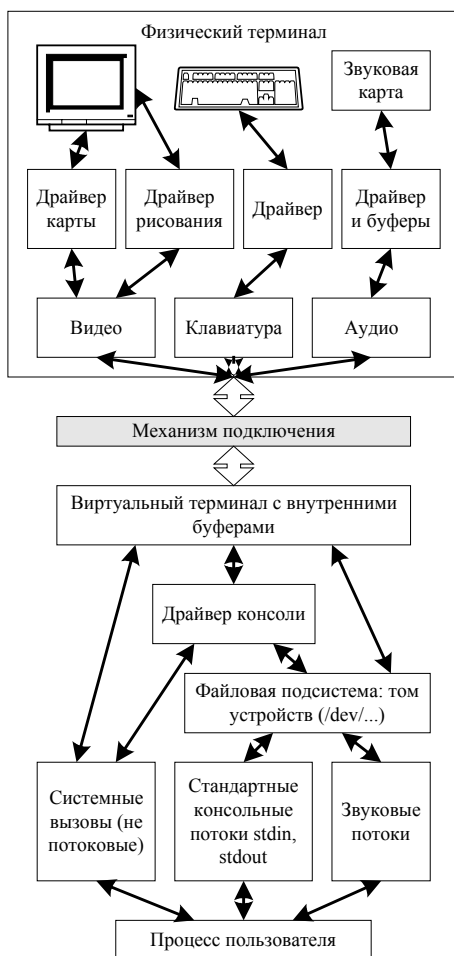 Физический терминал
Звуковая
карта
Драйвер
карты
Драйвер
рисования
Драйвер
Драйвер
и буферы
Видео
Клавиатура
Аудио
Механизм подключения
Виртуальный терминал с внутренними
буферами
Драйвер консоли
Файловая подсистема: том
устройств (/dev/...)
Системные
вызовы (не
потоковые)
Стандартные
консольные
потоки stdin,
stdout
Звуковые
потоки
Процесс пользователя